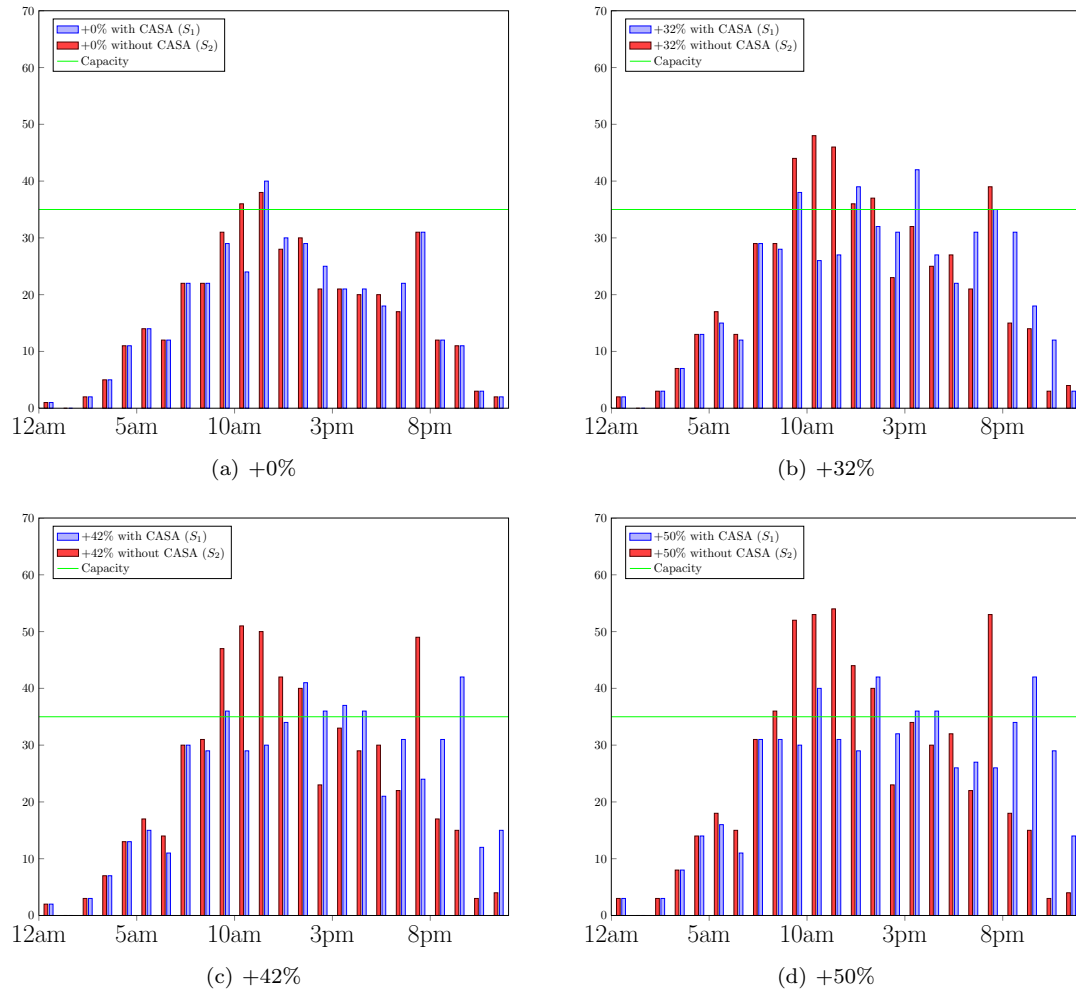 70
60
50
40
30
20
10
0
+0% with CASA (S₁)
+0% without CASA (S₂)
Capacity
12am 5am 10am 3pm 8pm
(a) +0%
70
60
50
40
30
20
10
0
+32% with CASA (S₁)
+32% without CASA (S₂)
Capacity
12am 5am 10am 3pm 8pm
(b) +32%
70
60
50
40
30
20
10
0
+42% with CASA (S₁)
+42% without CASA (S₂)
Capacity
12am 5am 10am 3pm 8pm
(c) +42%
70
60
50
40
30
20
10
0
+50% with CASA (S₁)
+50% without CASA (S₂)
Capacity
12am 5am 10am 3pm 8pm
(d) +50%